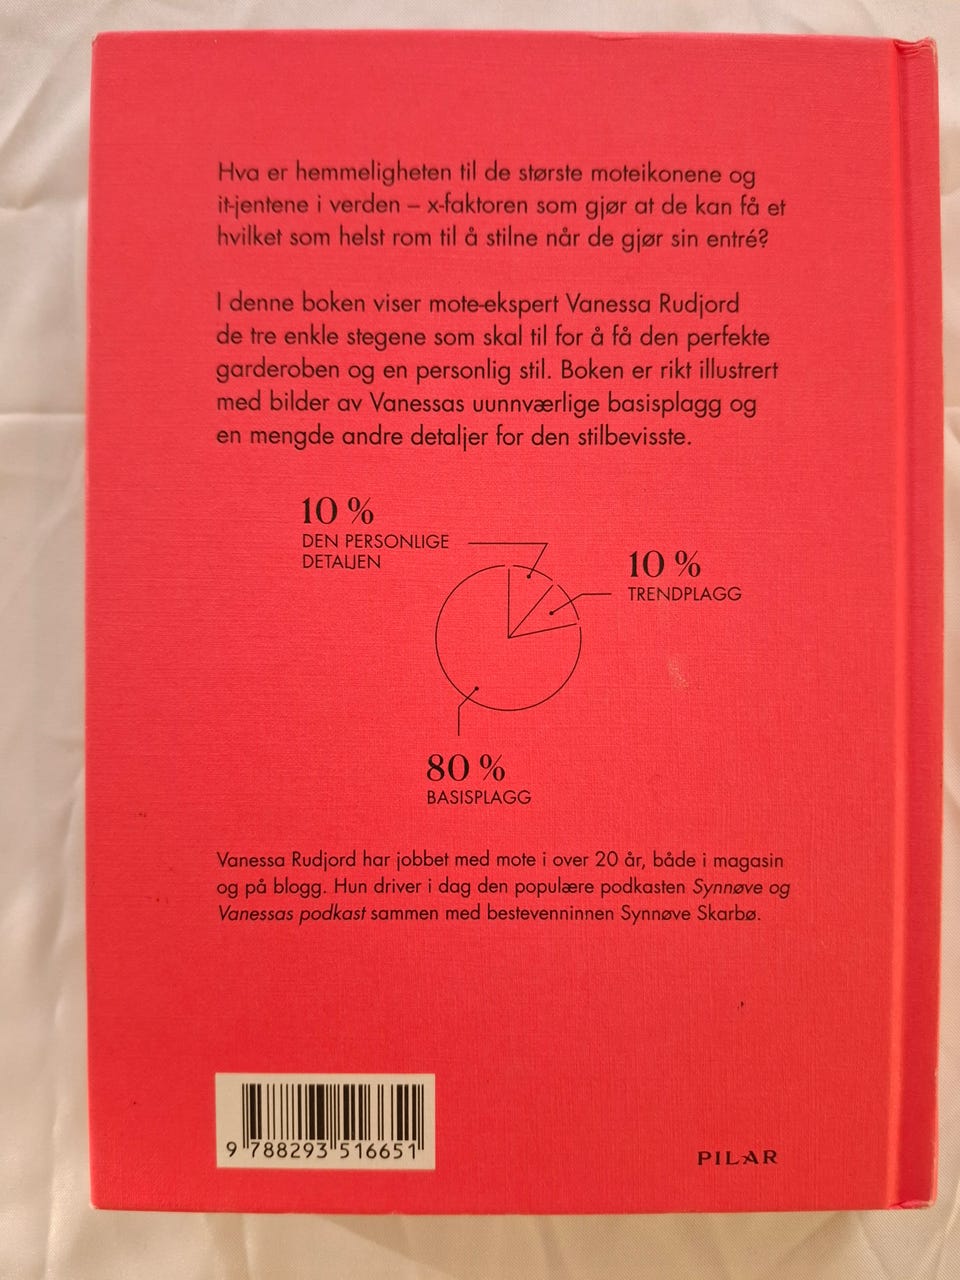 Hva er hemmeligheten til de største moteikonene og
it-jentene i verden – x-faktoren som gjør at de kan få et
hvilket som helst rom til å stilne når de gjør sin entré?
I denne boken viser mote-ekspert Vanessa Rudjord
de tre enkle stegene som skal til for å få den perfekte
garderoben og en personlig stil. Boken er rikt illustrert
med bilder av Vanessas uunnværlige basisplagg og
en mengde andre detaljer for den stilbevisste.
10 %
DEN PERSONLIGE
DETALJEN
10 %
TRENDPLAGG
80 %
BASISPLAGG
Vanessa Rudjord har jobbet med mote i over 20 år, både i magasin
og på blogg. Hun driver i dag den populære podkasten Synnøve og
Vanessas podkast sammen med bestevenninnen Synnøve Skarbø.
9 788293 516651
PILAR